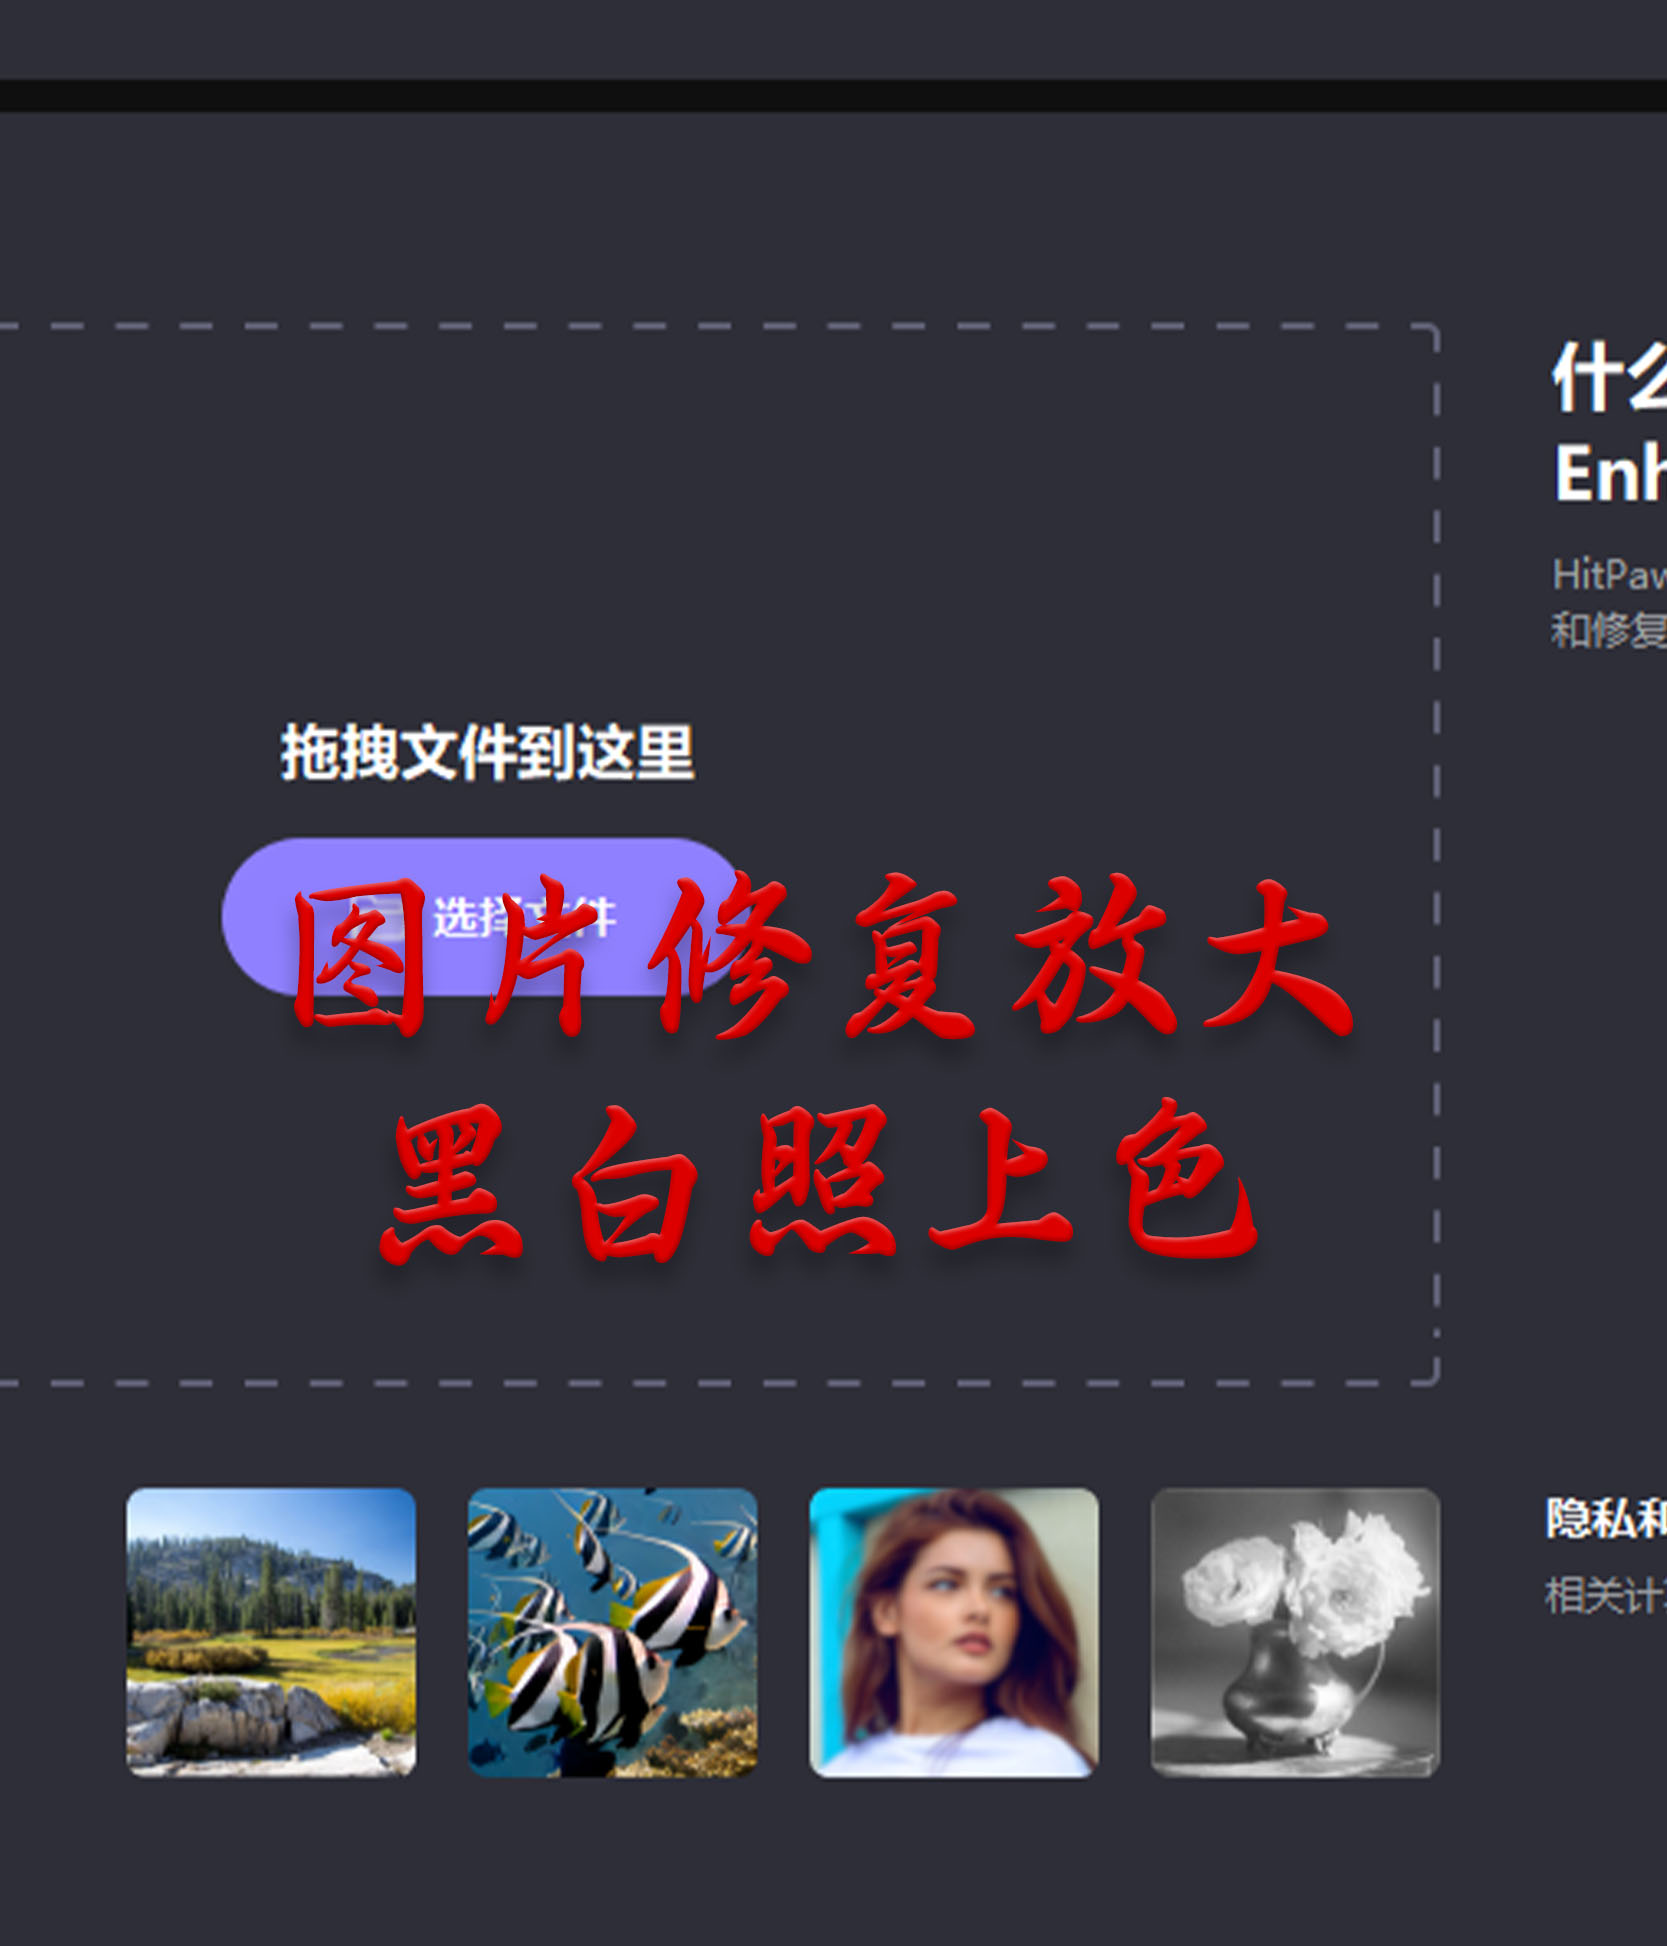 什么
Enh
HitPaw
和修复
拖拽文件到这里
选择文件
图片修复放大
黑白照上色
隐私和
相关计